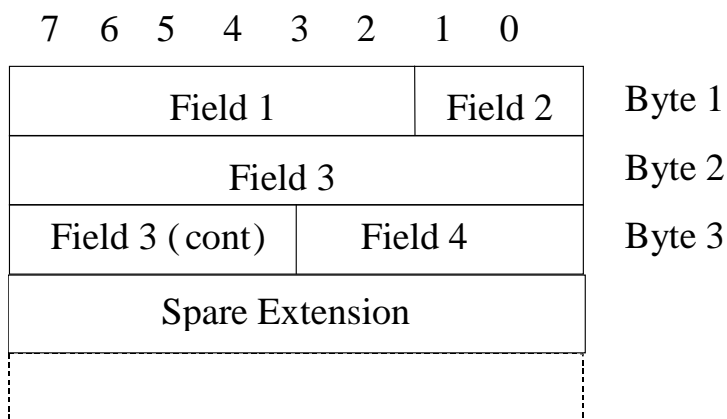 7 6 5 4 3 2 1 0
Field 1 Field 2 Byte 1
Field 3 Byte 2
Field 3 (cont) Field 4 Byte 3
Spare Extension